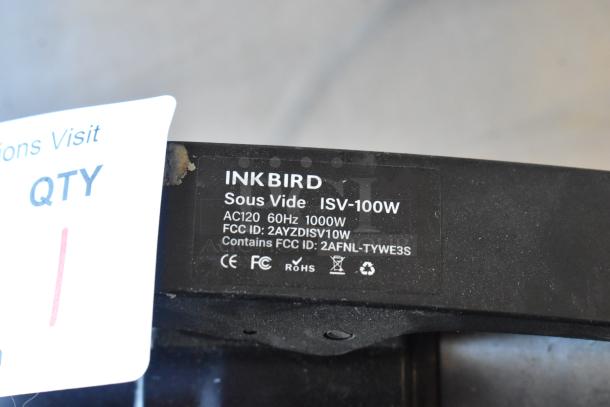 ions Visit
QTY
1
INKBIRD
Sous Vide ISV-100W
AC120 60Hz 1000W
FCC ID: 2AYZDISV10W
Contains FCC ID: 2AFNL-TYWE3S
CE FC RoHS